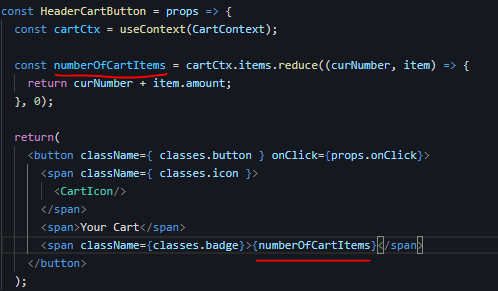 const HeaderCartButton = props => {
const cartCtx = useContext(CartContext);
const numberOfCartItems = cartCtx.items.reduce((curNumber, item) => {
return curNumber + item.amount;
}, 0);
return(
<button className={ classes.button } onClick={props.onClick}>
<span className={ classes.icon }>
<CartIcon/>
</span>
<span>Your Cart</span>
<span className={classes.badge}>{numberOfCartItems}</span>
</button>
);